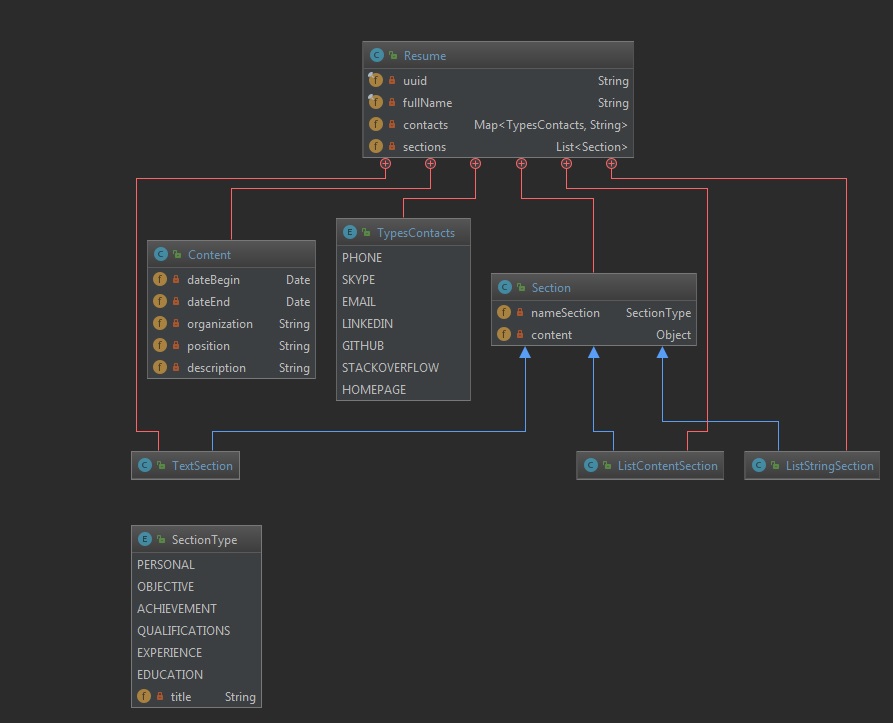 C Resume
f uuid String
f fullName String
f contacts Map<TypesContacts, String>
f sections List<Section>
C Content
f dateBegin Date
f dateEnd Date
f organization String
f position String
f description String
E TypesContacts
PHONE
SKYPE
EMAIL
LINKEDIN
GITHUB
STACKOVERFLOW
HOMEPAGE
C Section
f nameSection SectionType
f content Object
C TextSection
C ListContentSection
C ListStringSection
E SectionType
PERSONAL
OBJECTIVE
ACHIEVEMENT
QUALIFICATIONS
EXPERIENCE
EDUCATION
f title String